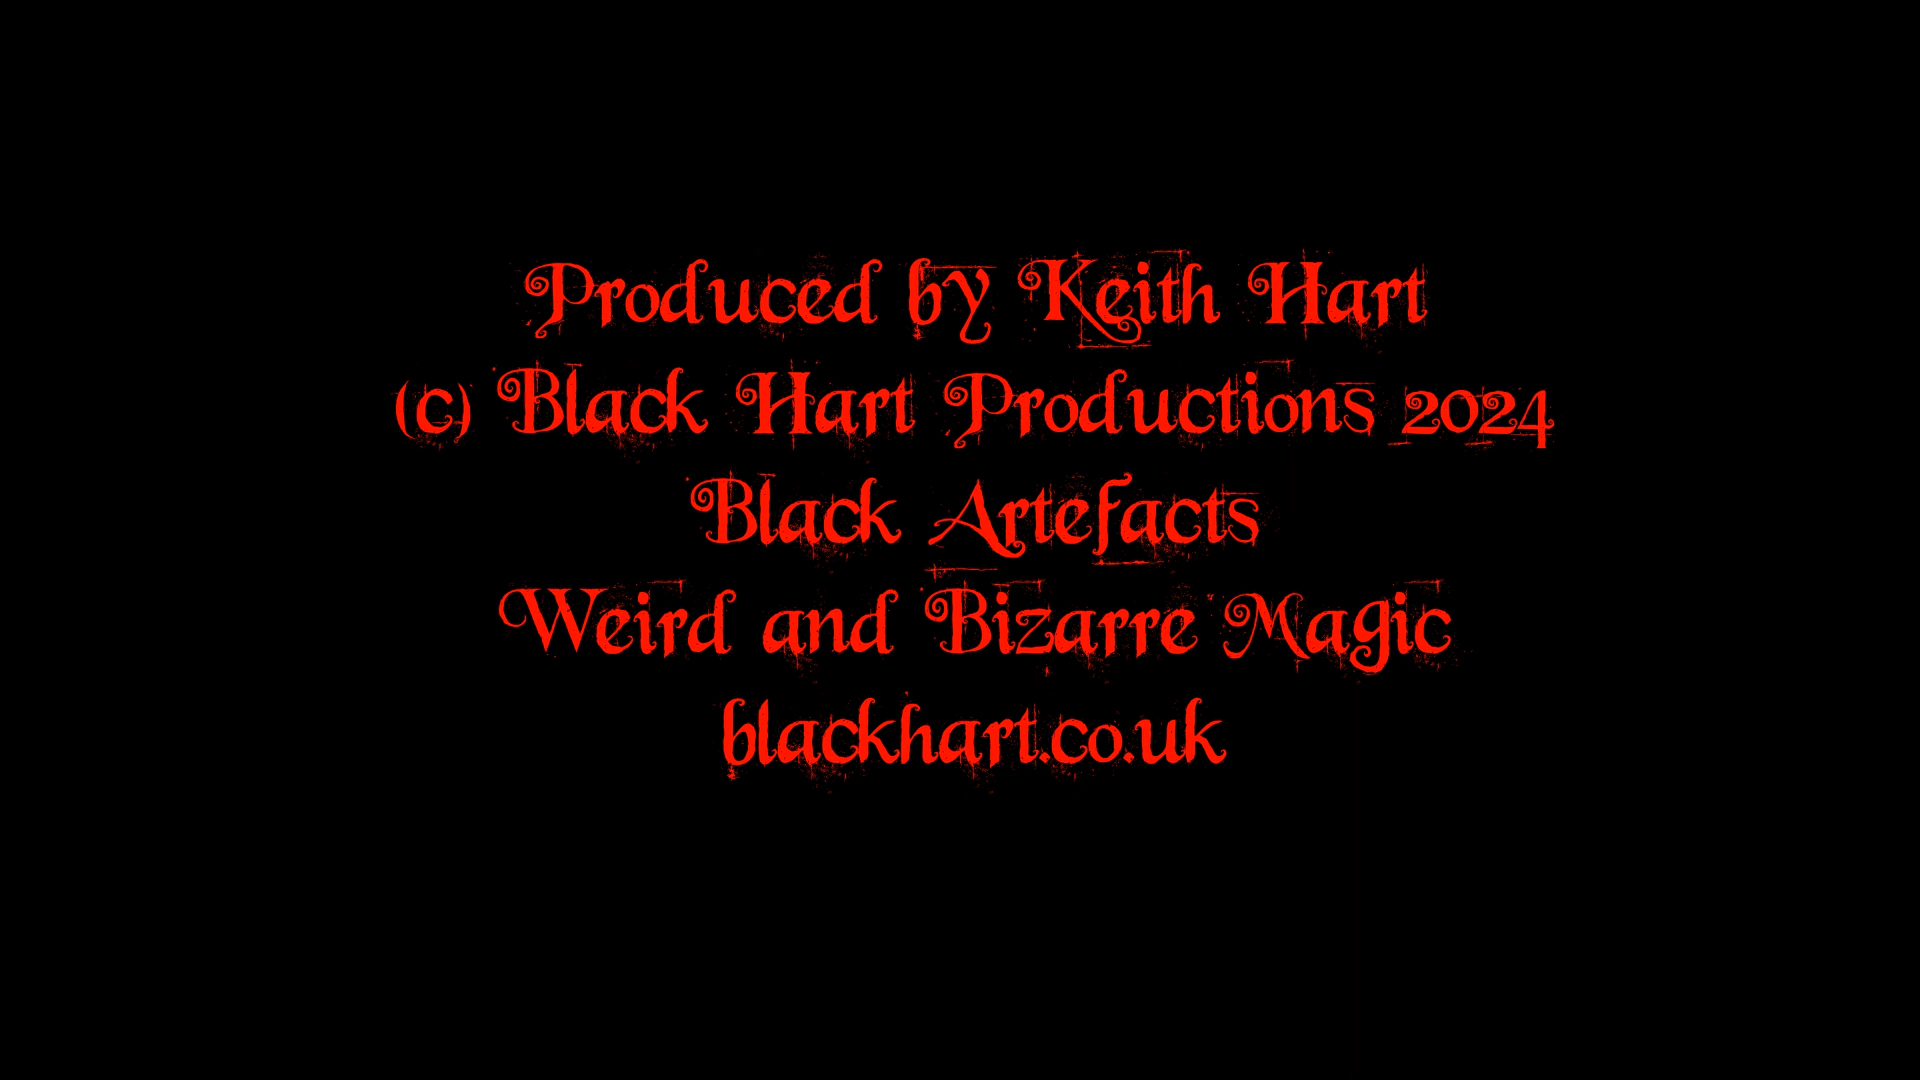 Produced by Keith Hart
(c) Black Hart Productions 2024
Black Artefacts
Weird and Bizarre Magic
blackhart.co.uk